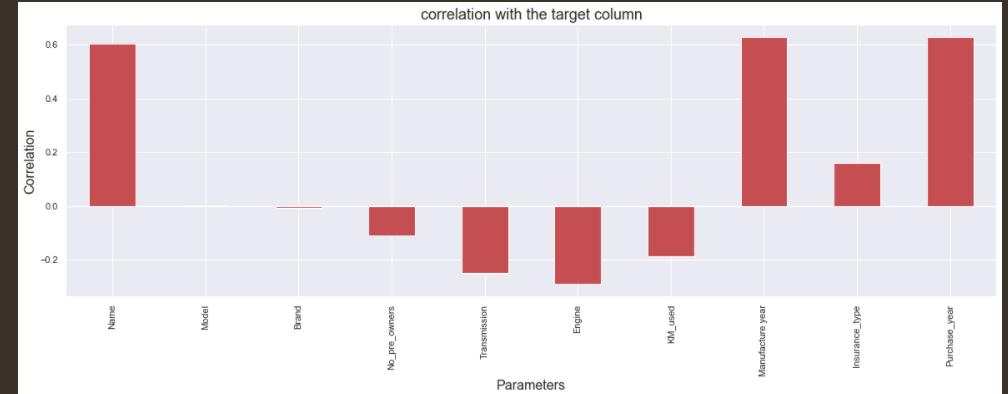 correlation with the target column
Correlation
0.6
0.4
0.2
0.0
−0.2
Name
Model
Brand
No_pre_owners
Transmission
Engine
KM_used
Manufacture year
Insurance_type
Purchase_year
Parameters